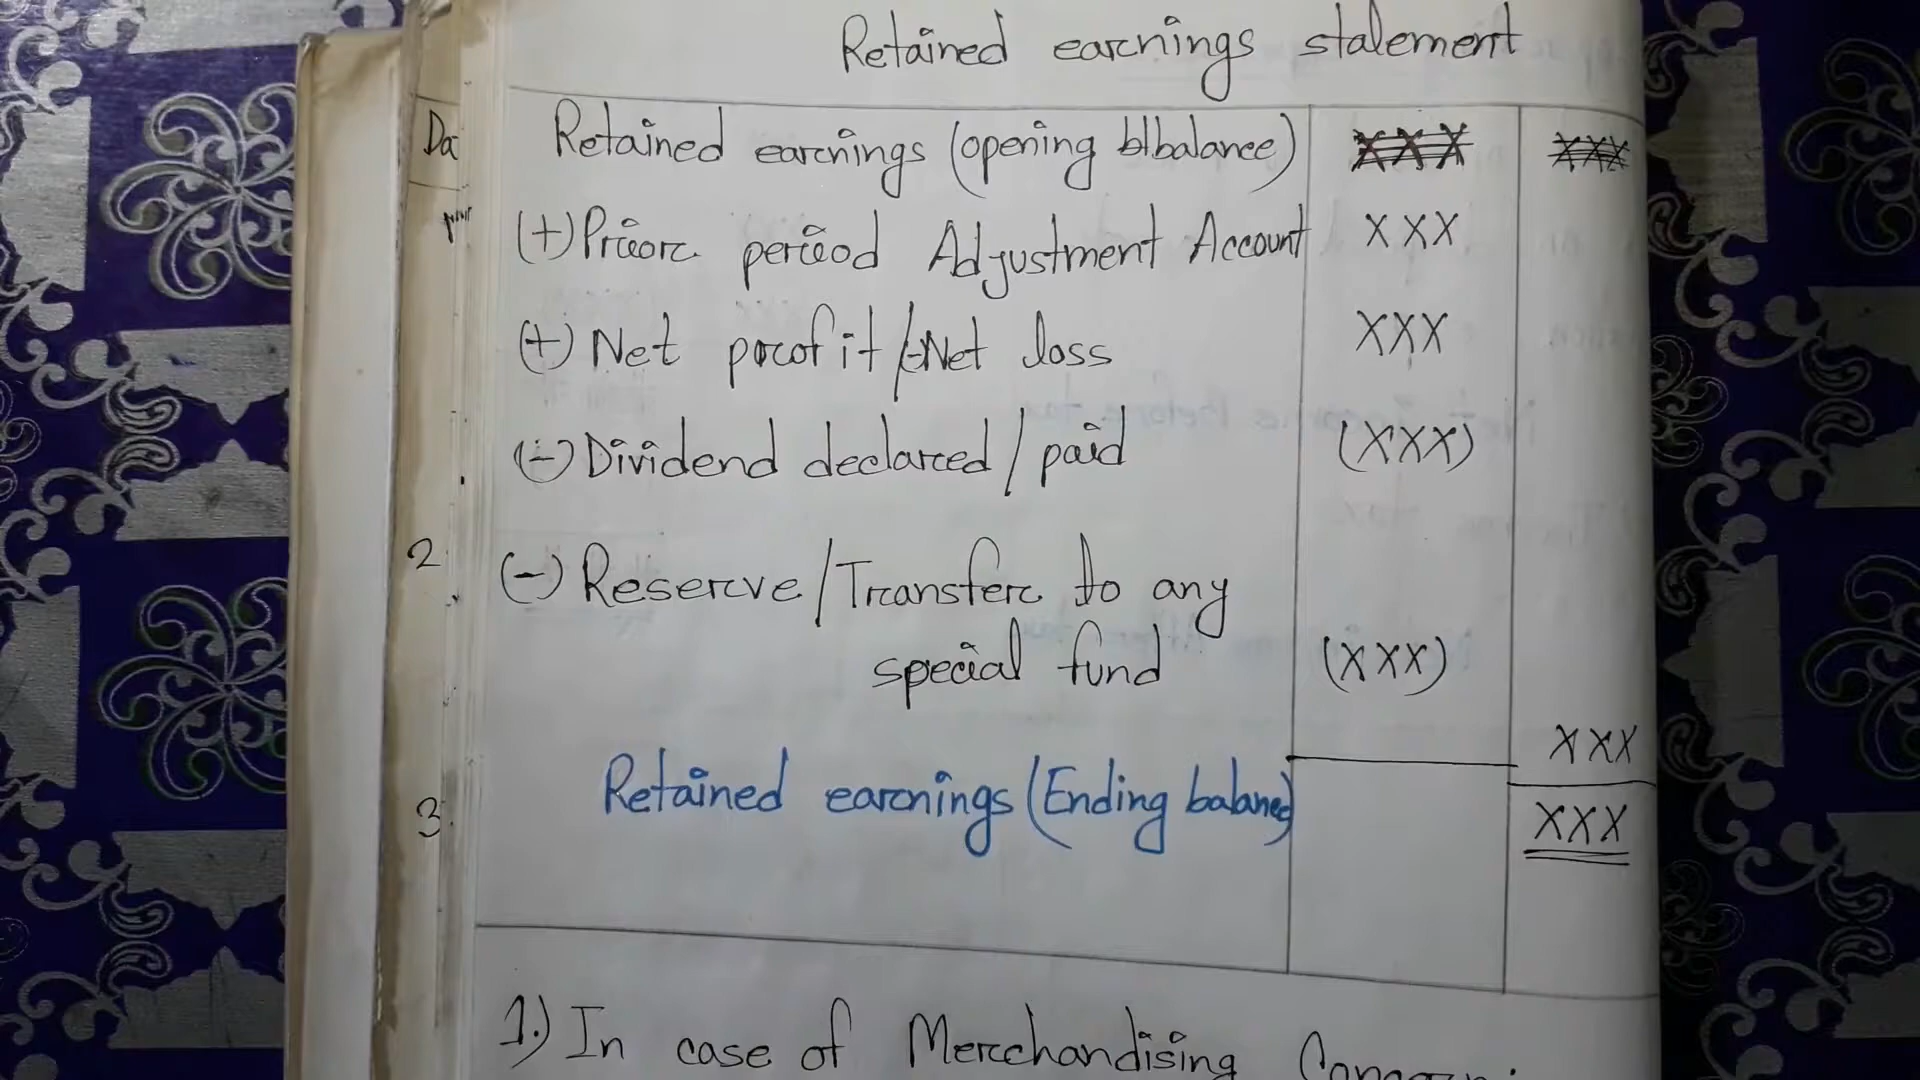 Retained earnings statement
Da Retained earnings (opening blbalance)
(+) Prior period Adjustment Account XXX
(+) Net profit/(-Net loss XXX
(-) Dividend declared / paid (XXX)
2 (-) Reserve/Transfer to any
special fund (XXX)
XXX
3. Retained earnings (Ending balance) XXX
1.) In case of Merchandising